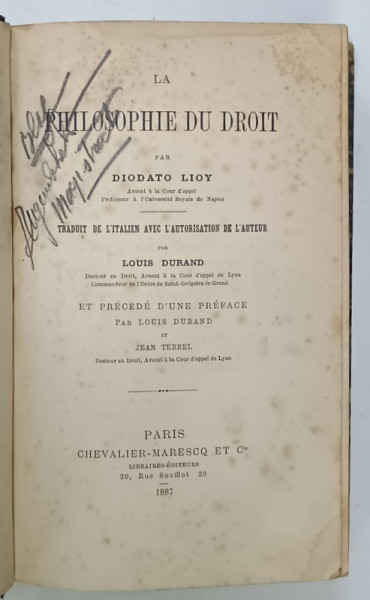 LA
PHILOSOPHIE DU DROIT
PAR
DIODATO LIOY
Avocat à la Cour d'appel
Professeur à l'Université Royale de Naples
TRADUIT DE L'ITALIEN AVEC L'AUTORISATION DE L'AUTEUR
PAR
LOUIS DURAND
Docteur en Droit, Avocat à la Cour d'appel de Lyon
Commandeur de l'Ordre de Saint-Grégoire-le-Grand
ET PRÉCÉDÉ D'UNE PRÉFACE
PAR LOUIS DURAND
ET
JEAN TERREL
Docteur en Droit, Avocat à la Cour d'appel de Lyon
PARIS
CHEVALIER-MARESCQ ET Cie
LIBRAIRES-ÉDITEURS
20, Rue Soufflot 20
1887
Magistrat